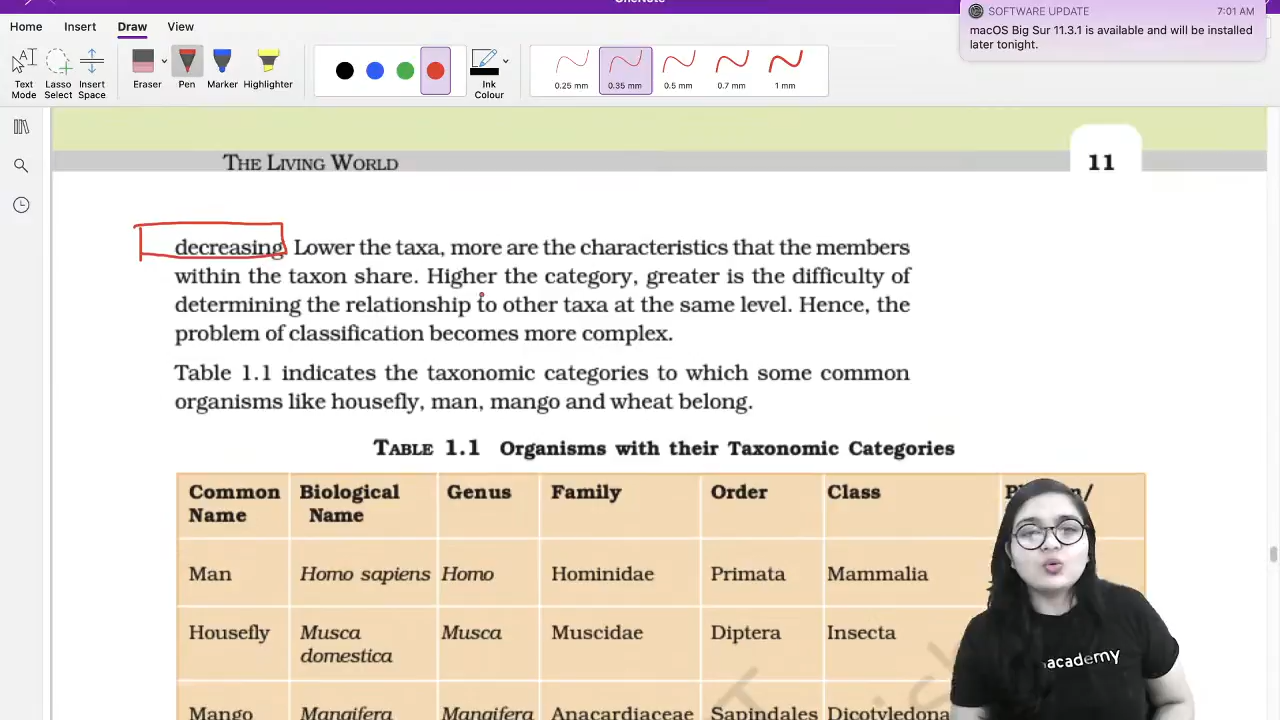 OneNote
SOFTWARE UPDATE 7:01 AM
macOS Big Sur 11.3.1 is available and will be installed
later tonight.
Home Insert Draw View
Text Mode
Lasso Select
Insert Space
Eraser
Pen
Marker
Highlighter
Ink Colour
0.25 mm
0.35 mm
0.5 mm
0.7 mm
1 mm
THE LIVING WORLD 11
decreasing. Lower the taxa, more are the characteristics that the members
within the taxon share. Higher the category, greater is the difficulty of
determining the relationship to other taxa at the same level. Hence, the
problem of classification becomes more complex.
Table 1.1 indicates the taxonomic categories to which some common
organisms like housefly, man, mango and wheat belong.
TABLE 1.1 Organisms with their Taxonomic Categories
Common Name Biological Name Genus Family Order Class
Man Homo sapiens Homo Hominidae Primata Mammalia
Housefly Musca domestica Musca Muscidae Diptera Insecta
Mango Mangifera Mangifera Anacardiaceae Sapindales
academy